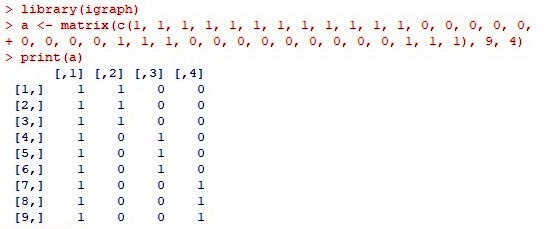 > library(igraph)
> a <- matrix(c(1, 1, 1, 1, 1, 1, 1, 1, 1, 1, 1, 1, 0, 0, 0, 0, 0,
+ 0, 0, 0, 0, 1, 1, 1, 0, 0, 0, 0, 0, 0, 0, 0, 0, 1, 1, 1), 9, 4)
> print(a)
[,1] [,2] [,3] [,4]
[1,] 1 1 0 0
[2,] 1 1 0 0
[3,] 1 1 0 0
[4,] 1 0 1 0
[5,] 1 0 1 0
[6,] 1 0 1 0
[7,] 1 0 0 1
[8,] 1 0 0 1
[9,] 1 0 0 1